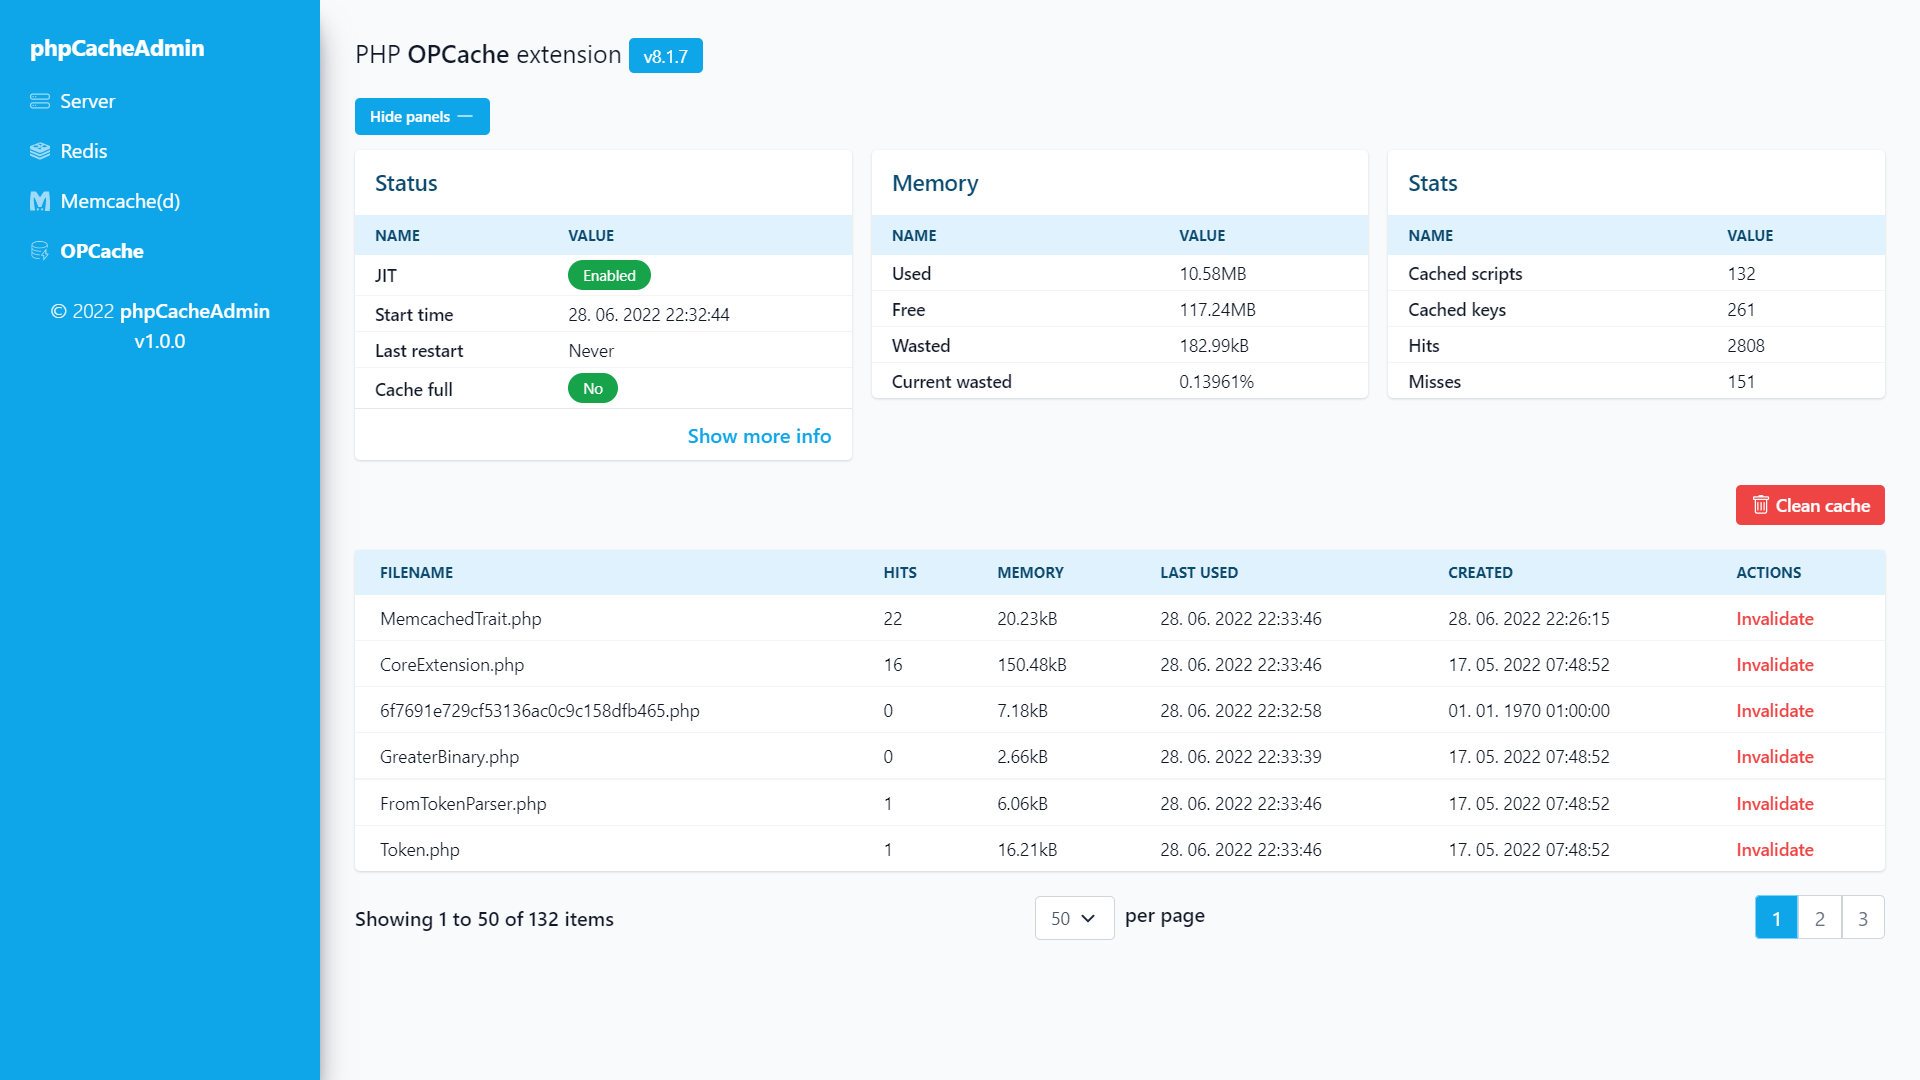 phpCacheAdmin
Server
Redis
Memcache(d)
OPCache
© 2022 phpCacheAdmin
v1.0.0
PHP OPCache extension v8.1.7
Hide panels —
Status
NAME VALUE
JIT Enabled
Start time 28. 06. 2022 22:32:44
Last restart Never
Cache full No
Show more info
Memory
NAME VALUE
Used 10.58MB
Free 117.24MB
Wasted 182.99kB
Current wasted 0.13961%
Stats
NAME VALUE
Cached scripts 132
Cached keys 261
Hits 2808
Misses 151
Clean cache
FILENAME HITS MEMORY LAST USED CREATED ACTIONS
MemcachedTrait.php 22 20.23kB 28. 06. 2022 22:33:46 28. 06. 2022 22:26:15 Invalidate
CoreExtension.php 16 150.48kB 28. 06. 2022 22:33:46 17. 05. 2022 07:48:52 Invalidate
6f7691e729cf53136ac0c9c158dfb465.php 0 7.18kB 28. 06. 2022 22:32:58 01. 01. 1970 01:00:00 Invalidate
GreaterBinary.php 0 2.66kB 28. 06. 2022 22:33:39 17. 05. 2022 07:48:52 Invalidate
FromTokenParser.php 1 6.06kB 28. 06. 2022 22:33:46 17. 05. 2022 07:48:52 Invalidate
Token.php 1 16.21kB 28. 06. 2022 22:33:46 17. 05. 2022 07:48:52 Invalidate
Showing 1 to 50 of 132 items 50 per page 1 2 3